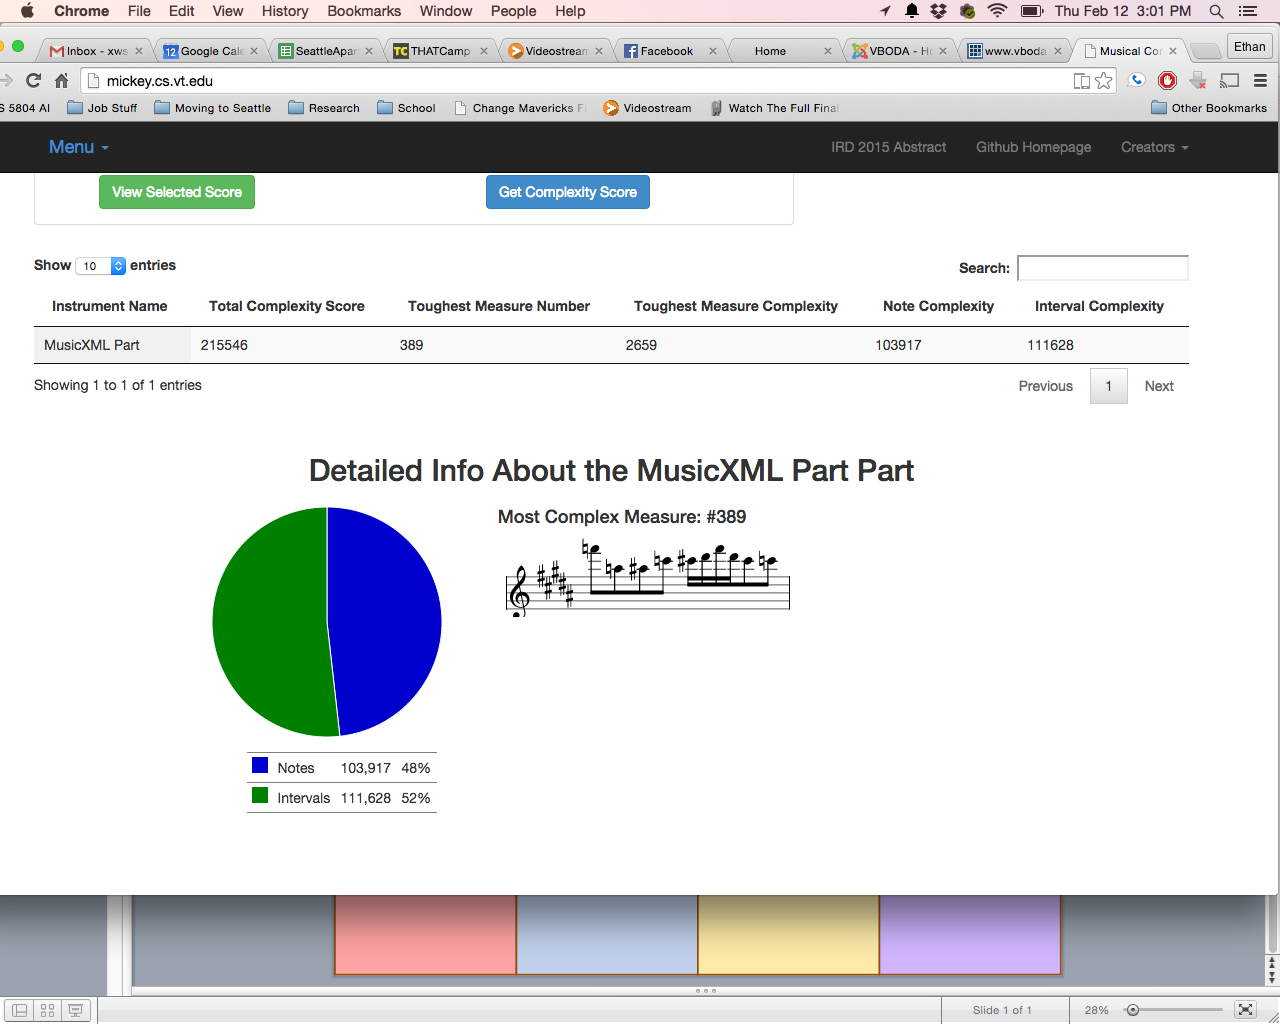 Chrome File Edit View History Bookmarks Window People Help Thu Feb 12 3:01 PM
Inbox - xws Google Cale SeattleApar THATCamp Videostream Facebook Home VBODA - Ho www.vboda Musical Cor Ethan
mickey.cs.vt.edu
S 5804 AI Job Stuff Moving to Seattle Research School Change Mavericks F Videostream Watch The Full Final Other Bookmarks
Menu IRD 2015 Abstract Github Homepage Creators
View Selected Score Get Complexity Score
Show 10 entries Search:
Instrument Name Total Complexity Score Toughest Measure Number Toughest Measure Complexity Note Complexity Interval Complexity
MusicXML Part 215546 389 2659 103917 111628
Showing 1 to 1 of 1 entries Previous 1 Next
Detailed Info About the MusicXML Part Part
Most Complex Measure: #389
Notes 103,917 48%
Intervals 111,628 52%
Slide 1 of 1 28%